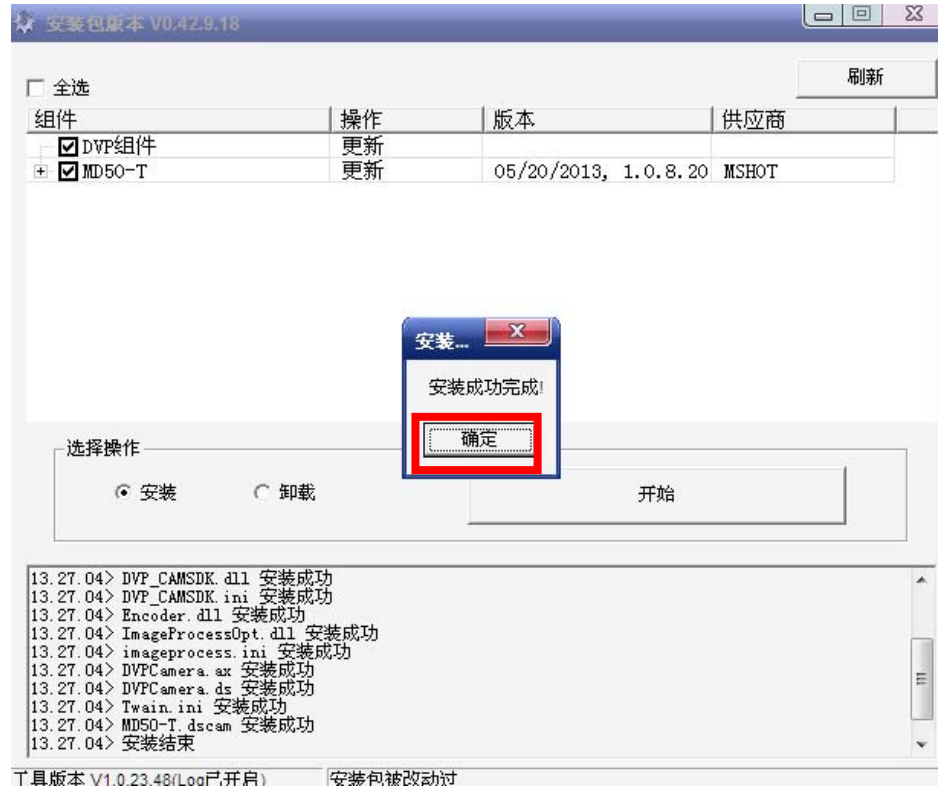 安装包版本 V0.42.9.18
全选
刷新
组件 操作 版本 供应商
DVP组件 更新
MD50-T 更新 05/20/2013, 1.0.8.20 MSHOT
安装...
安装成功完成!
确定
选择操作
安装 卸载 开始
13.27.04> DVP_CAMSDK.dll 安装成功
13.27.04> DVP_CAMSDK.ini 安装成功
13.27.04> Encoder.dll 安装成功
13.27.04> ImageProcessOpt.dll 安装成功
13.27.04> imageprocess.ini 安装成功
13.27.04> DVPCamera.ax 安装成功
13.27.04> DVPCamera.ds 安装成功
13.27.04> Twain.ini 安装成功
13.27.04> MD50-T.dscam 安装成功
13.27.04> 安装结束
工具版本 V1.0.23.48(Log已开启) 安装包被改动过